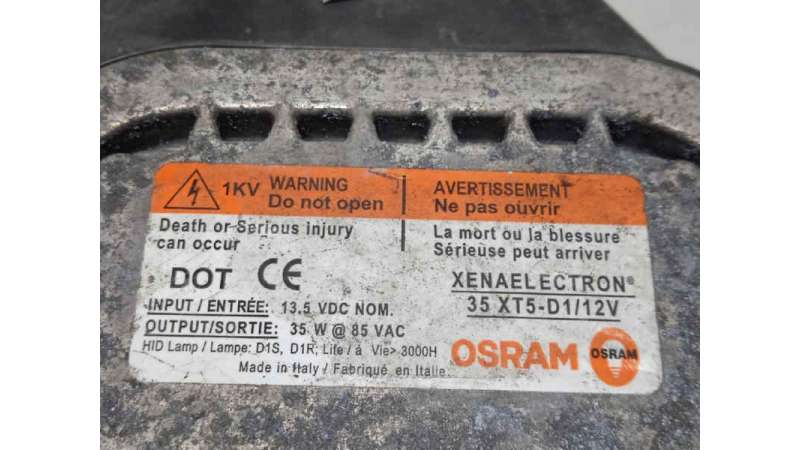 1KV WARNING
Do not open
AVERTISSEMENT
Ne pas ouvrir
Death or Serious injury
can occur
La mort ou la blessure
Sérieuse peut arriver
DOT CE
XENAELECTRON®
35 XT5-D1/12V
INPUT / ENTRÉE: 13.5 VDC NOM.
OUTPUT/SORTIE: 35 W @ 85 VAC
HID Lamp / Lampe: D1S, D1R; Life / á Vie> 3000H
Made in Italy / Fabriqué en Italie
OSRAM
OSRAM